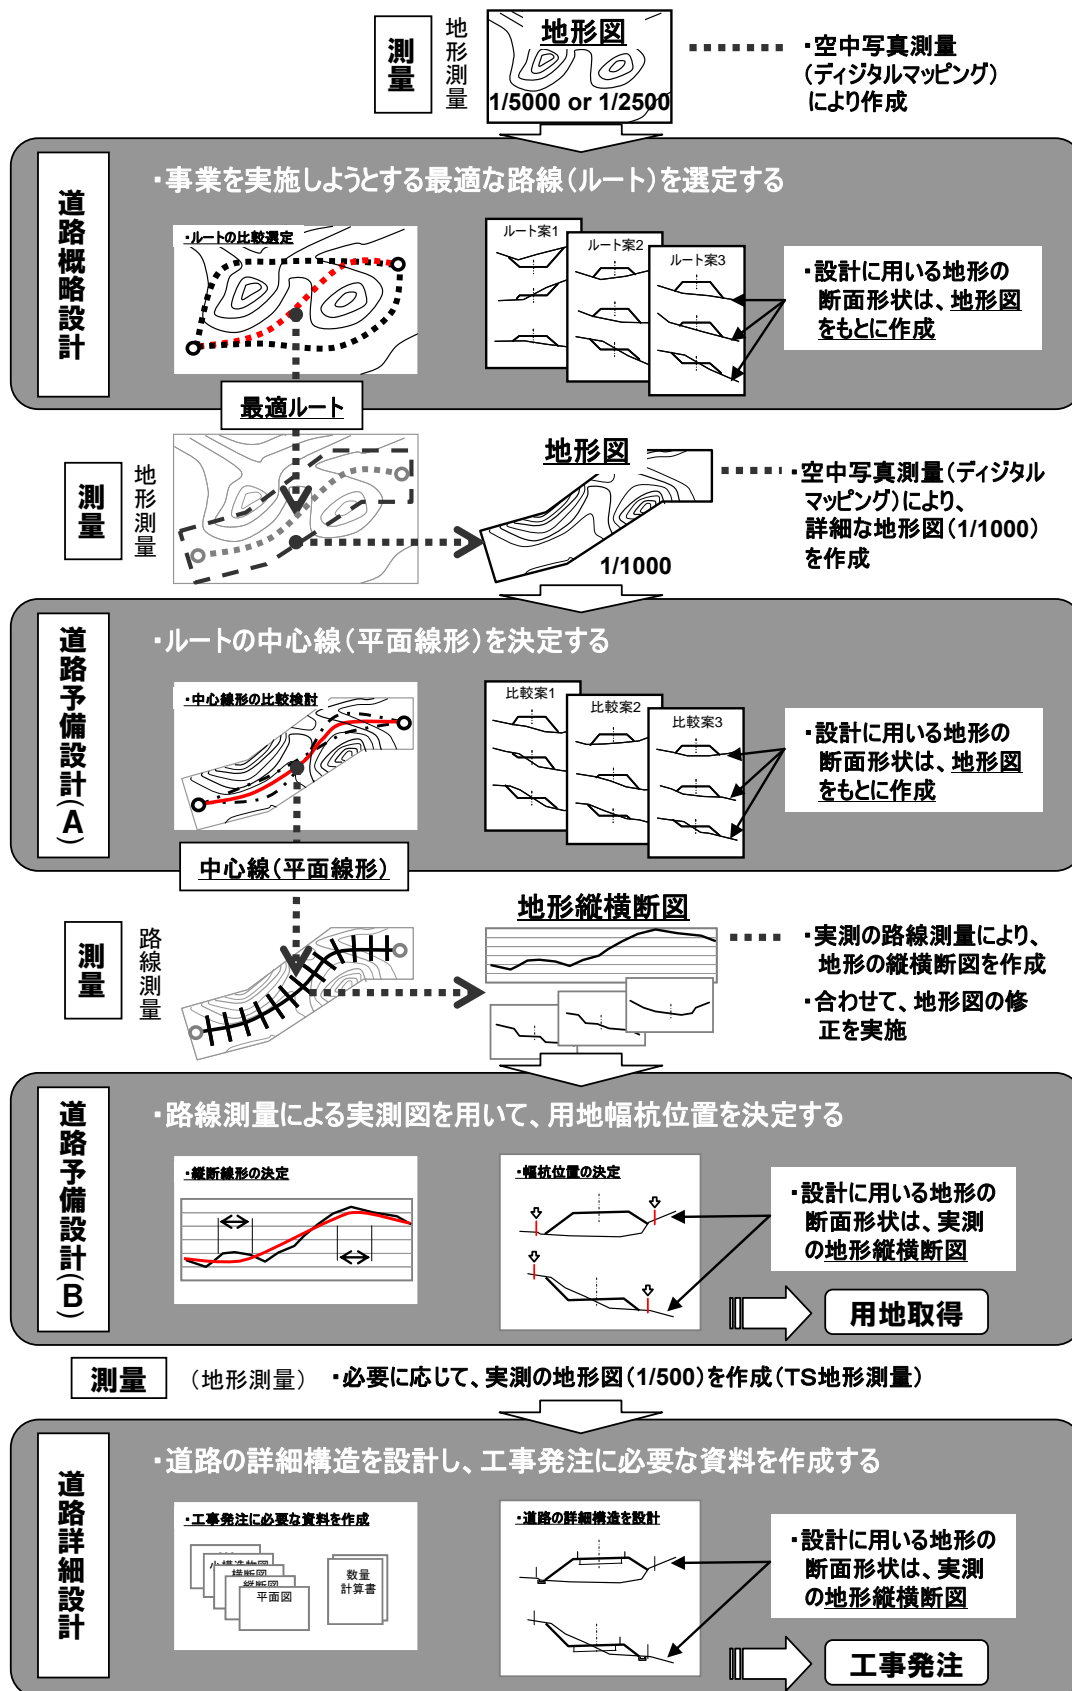 測量
地形測量
地形図
1/5000 or 1/2500
・空中写真測量
(ディジタルマッピング)
により作成
道路概略設計
・事業を実施しようとする最適な路線(ルート)を選定する
・ルートの比較選定
ルート案1
ルート案2
ルート案3
・設計に用いる地形の
断面形状は、地形図
をもとに作成
最適ルート
測量
地形測量
地形図
1/1000
・空中写真測量(ディジタル
マッピング)により、
詳細な地形図(1/1000)
を作成
道路予備設計(A)
・ルートの中心線(平面線形)を決定する
・中心線形の比較検討
比較案1
比較案2
比較案3
・設計に用いる地形の
断面形状は、地形図
をもとに作成
中心線(平面線形)
測量
路線測量
地形縦横断図
・実測の路線測量により、
地形の縦横断図を作成
・合わせて、地形図の修
正を実施
道路予備設計(B)
・路線測量による実測図を用いて、用地幅杭位置を決定する
・縦断線形の決定
・幅杭位置の決定
・設計に用いる地形の
断面形状は、実測
の地形縦横断図
用地取得
測量
(地形測量)
・必要に応じて、実測の地形図(1/500)を作成(TS地形測量)
道路詳細設計
・道路の詳細構造を設計し、工事発注に必要な資料を作成する
・工事発注に必要な資料を作成
小構造物図
横断図
縦断図
平面図
数量
計算書
・道路の詳細構造を設計
・設計に用いる地形の
断面形状は、実測
の地形縦横断図
工事発注